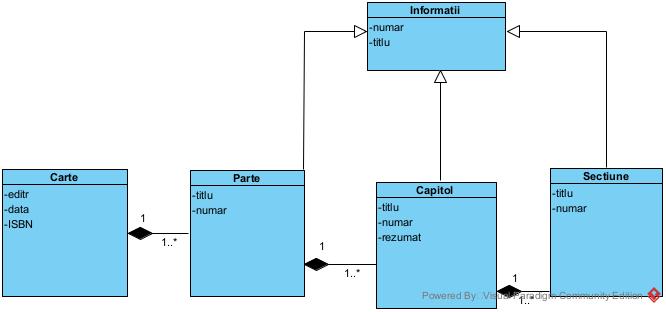 Informatii
-numar
-titlu
Carte
-editr
-data
-ISBN
Parte
-titlu
-numar
Capitol
-titlu
-numar
-rezumat
Sectiune
-titlu
-numar
1
1..*
1
1..*
1
1..*
Powered By Visual Paradigm Community Edition